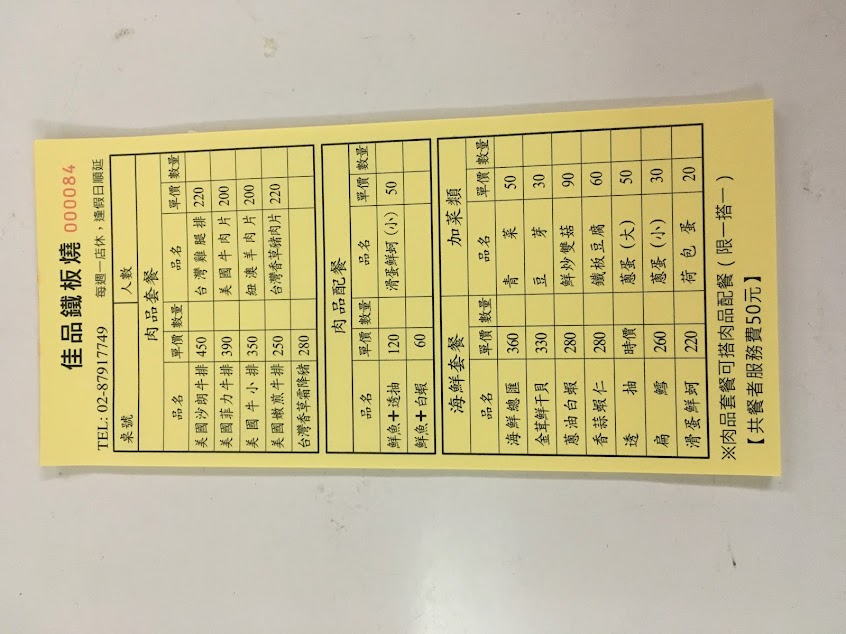 佳品鐵板燒 000084
TEL: 02-87917749 每週一店休，逢假日順延
桌號 人數
肉品套餐
品名 單價 數量 品名 單價 數量
美國沙朗牛排 450 台灣雞腿排 220
美國菲力牛排 390 美國牛肉片 200
美國牛小排 350 紐澳羊肉片 200
美國嫩煎牛排 250 台灣香草豬肉片 220
台灣香草霜降豬 280
肉品配餐
品名 單價 數量 品名 單價 數量
鮮魚＋透抽 120 滑蛋鮮蚵(小) 50
鮮魚＋白蝦 60
海鮮套餐 加菜類
品名 單價 數量 品名 單價 數量
海鮮總匯 360 青菜 50
金茸鮮干貝 330 豆芽 30
蔥油白蝦 280 鮮炒雙菇 90
香蒜蝦仁 280 鐵板豆腐 60
透抽 時價 蔥蛋(大) 50
扁鱈 260 蔥蛋(小) 30
滑蛋鮮蚵 220 荷包蛋 20
※肉品套餐可搭肉品配餐(限一搭一)
【共餐者服務費50元】